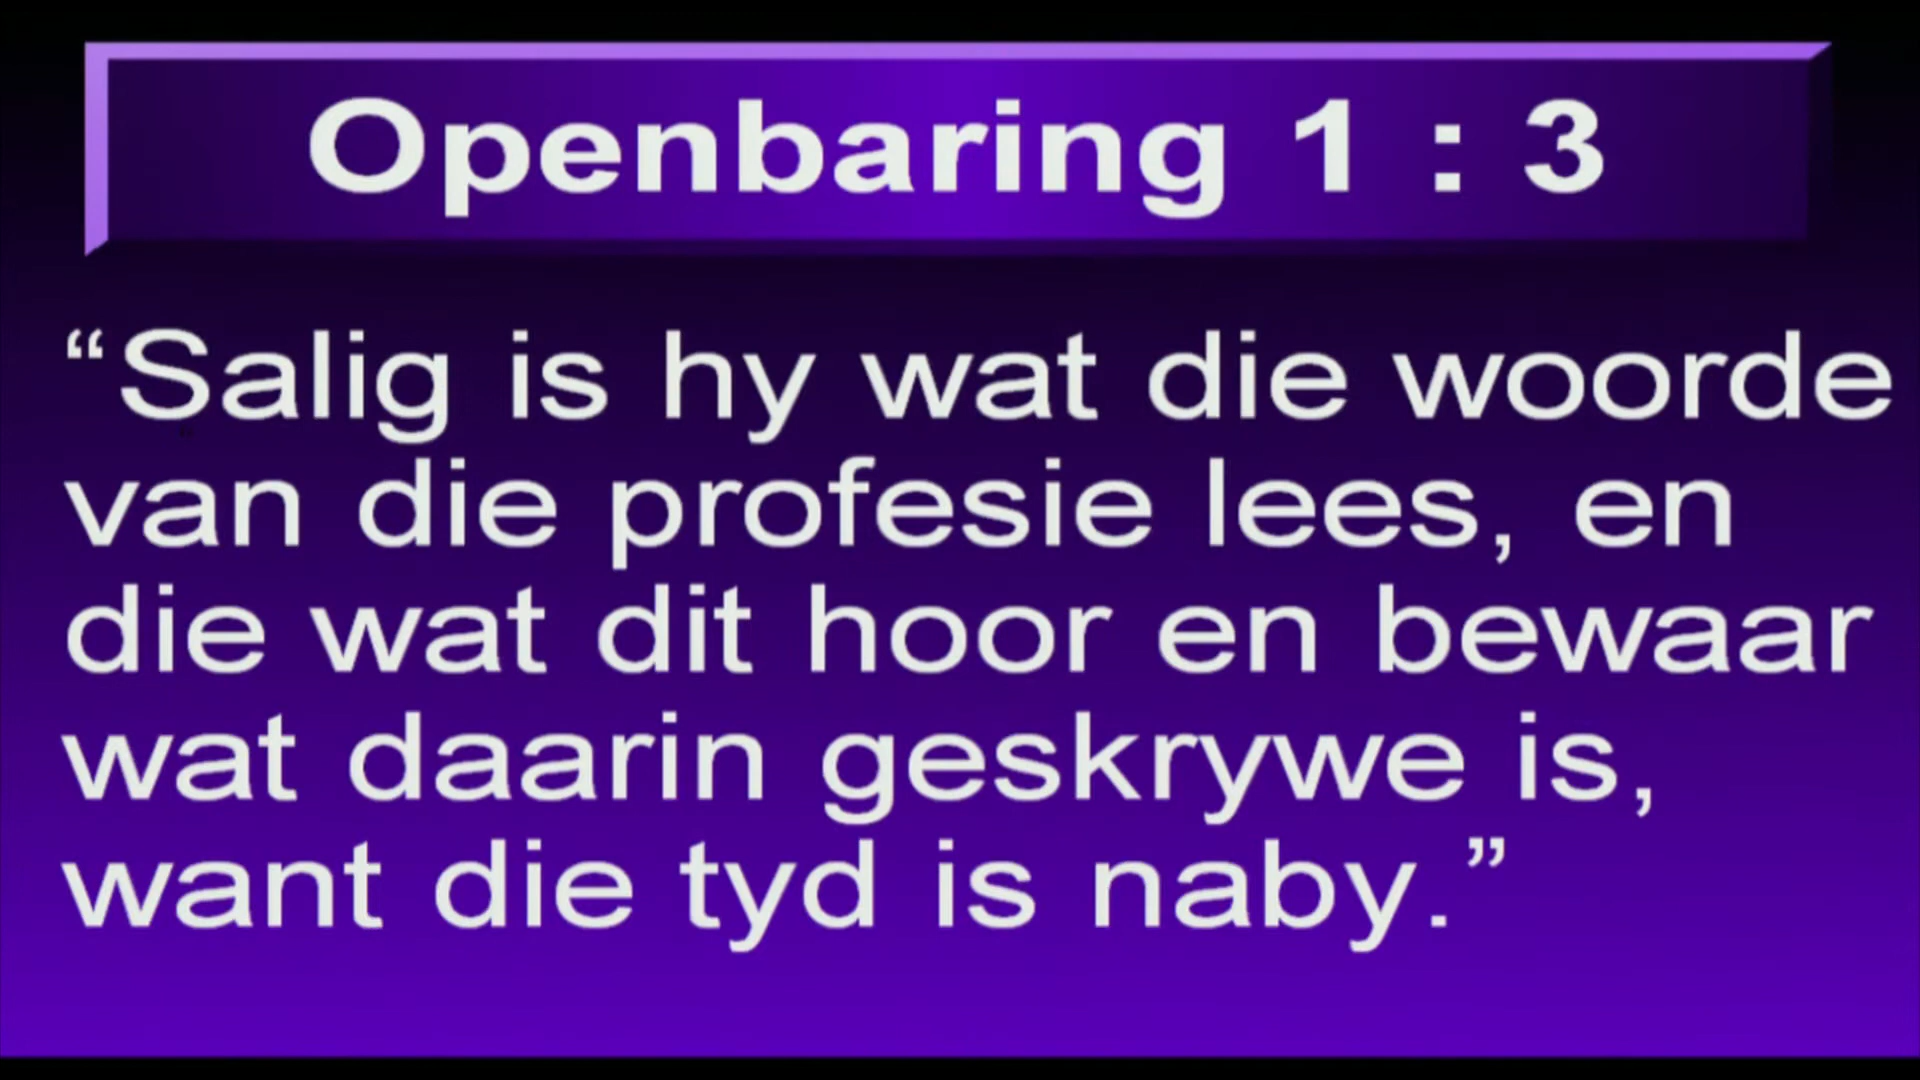 Openbaring 1 : 3
“Salig is hy wat die woorde
van die profesie lees, en
die wat dit hoor en bewaar
wat daarin geskrywe is,
want die tyd is naby.”